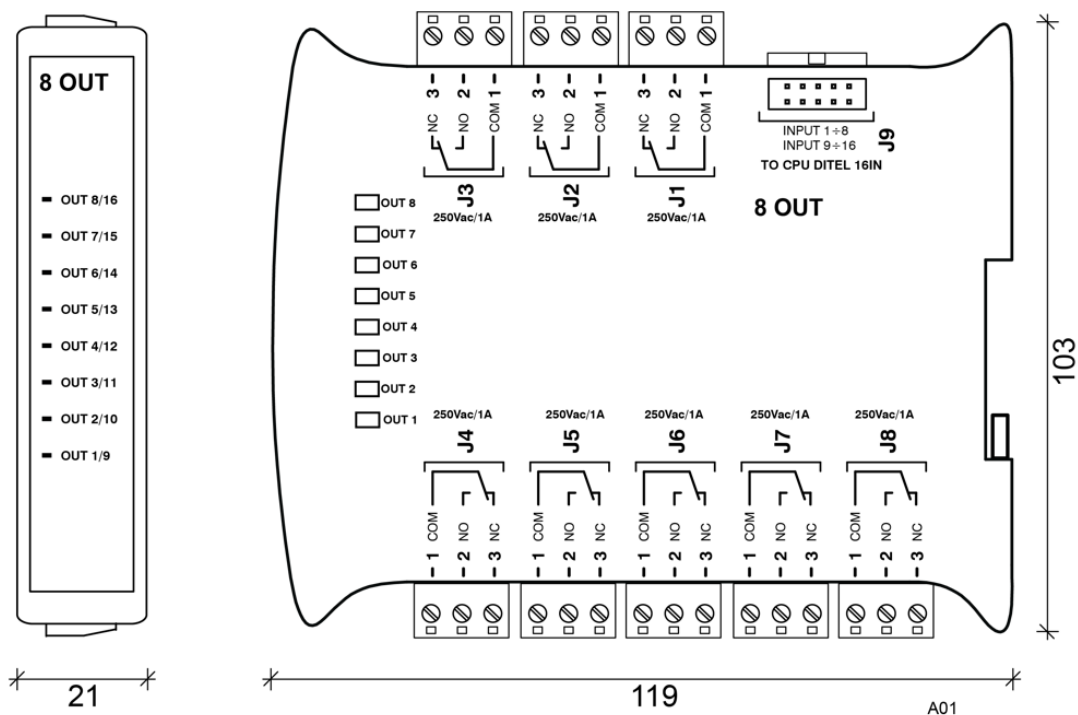 8 OUT
OUT 8/16
OUT 7/15
OUT 6/14
OUT 5/13
OUT 4/12
OUT 3/11
OUT 2/10
OUT 1/9
21
3 2 1
NC NO COM
J3
250Vac/1A
3 2 1
NC NO COM
J2
250Vac/1A
3 2 1
NC NO COM
J1
250Vac/1A
INPUT 1÷8
INPUT 9÷16
J9
TO CPU DITEL 16IN
8 OUT
OUT 8
OUT 7
OUT 6
OUT 5
OUT 4
OUT 3
OUT 2
OUT 1
250Vac/1A
J4
COM NO NC
1 2 3
250Vac/1A
J5
COM NO NC
1 2 3
250Vac/1A
J6
COM NO NC
1 2 3
250Vac/1A
J7
COM NO NC
1 2 3
250Vac/1A
J8
COM NO NC
1 2 3
103
119
A01